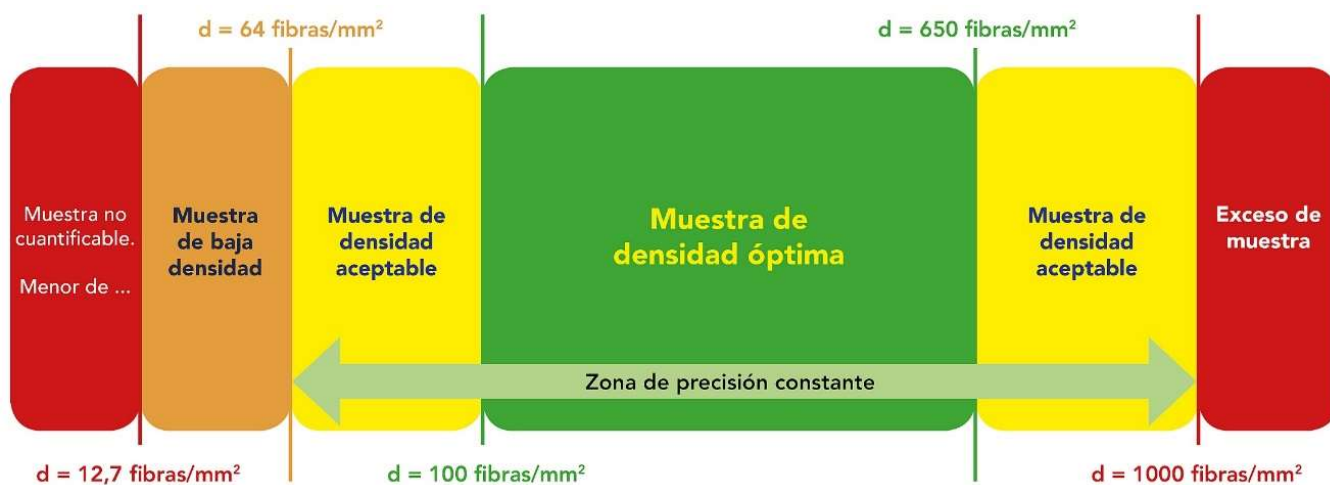 d = 64 fibras/mm²
d = 650 fibras/mm²
Muestra no
cuantificable.
Menor de ...
Muestra
de baja
densidad
Muestra de
densidad
aceptable
Muestra de
densidad óptima
Muestra de
densidad
aceptable
Exceso de
muestra
Zona de precisión constante
d = 12,7 fibras/mm²
d = 100 fibras/mm²
d = 1000 fibras/mm²